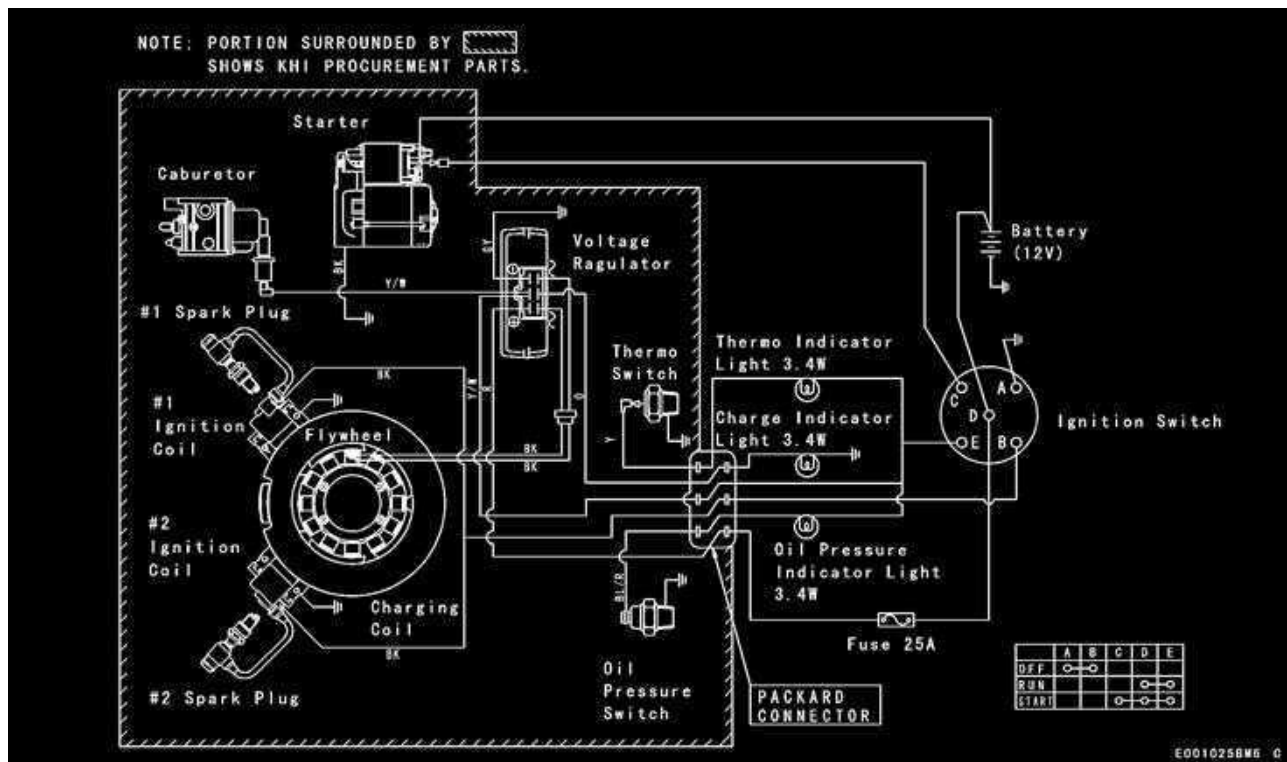 NOTE: PORTION SURROUNDED BY
SHOWS KHI PROCUREMENT PARTS.
Starter
Caburetor
BK
GY
Voltage
Ragulator
Battery
(12V)
Y/W
#1 Spark Plug
Thermo
Switch
Thermo Indicator
Light 3.4W
BK
Y/W
R
O
C
A
D
E
B
Ignition Switch
#1
Ignition
Coil
Flywheel
Y
Charge Indicator
Light 3.4W
BK
BK
#2
Ignition
Coil
Oil Pressure
Indicator Light
3.4W
BL/R
Charging
Coil
BK
Fuse 25A
#2 Spark Plug
Oil
Pressure
Switch
PACKARD
CONNECTOR
A B C D E
OFF
RUN
START